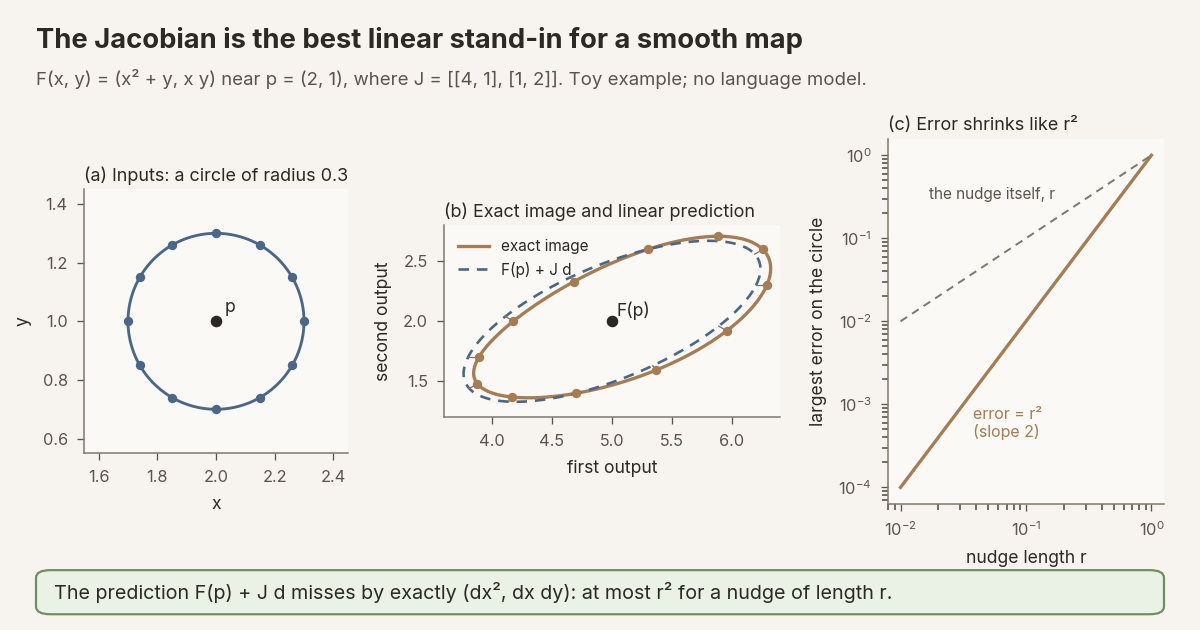 The Jacobian is the best linear stand-in for a smooth map
F(x, y) = (x² + y, x y) near p = (2, 1), where J = [[4, 1], [1, 2]]. Toy example; no language model.
(a) Inputs: a circle of radius 0.3
1.4
1.2
1.0
0.8
0.6
y
p
1.6 1.8 2.0 2.2 2.4
x
(b) Exact image and linear prediction
exact image
F(p) + J d
F(p)
2.5
2.0
1.5
second output
4.0 4.5 5.0 5.5 6.0
first output
(c) Error shrinks like r²
10⁰
10⁻¹
10⁻²
10⁻³
10⁻⁴
largest error on the circle
the nudge itself, r
error = r²
(slope 2)
10⁻² 10⁻¹ 10⁰
nudge length r
The prediction F(p) + J d misses by exactly (dx², dx dy): at most r² for a nudge of length r.